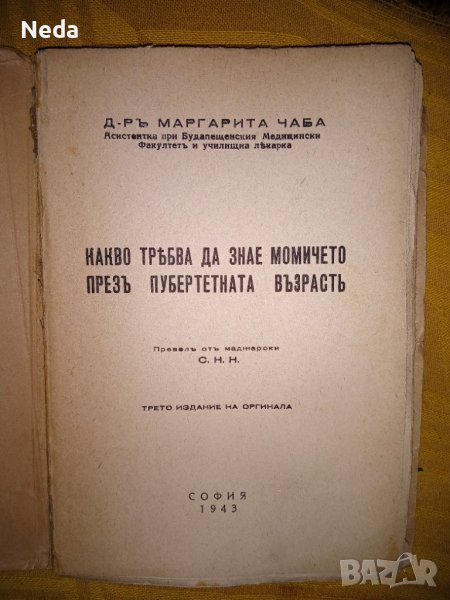 Neda
Д-РЪ МАРГАРИТА ЧАБА
Асистентка при Будапещенския Медицински
Факултетъ и училищна лѣкарка
КАКВО ТРѢБВА ДА ЗНАЕ МОМИЧЕТО
ПРЕЗЪ ПУБЕРТЕТНАТА ВЪЗРАСТЬ
Превелъ отъ маджарски
С. Н. Н.
ТРЕТО ИЗДАНИЕ НА ОРГИНАЛА
СОФИЯ
1943
BAZAR